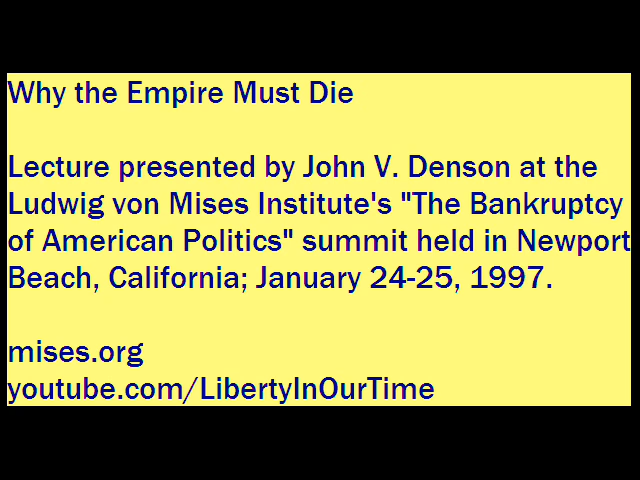 Why the Empire Must Die
Lecture presented by John V. Denson at the
Ludwig von Mises Institute's "The Bankruptcy
of American Politics" summit held in Newport
Beach, California; January 24-25, 1997.
mises.org
youtube.com/LibertyInOurTime